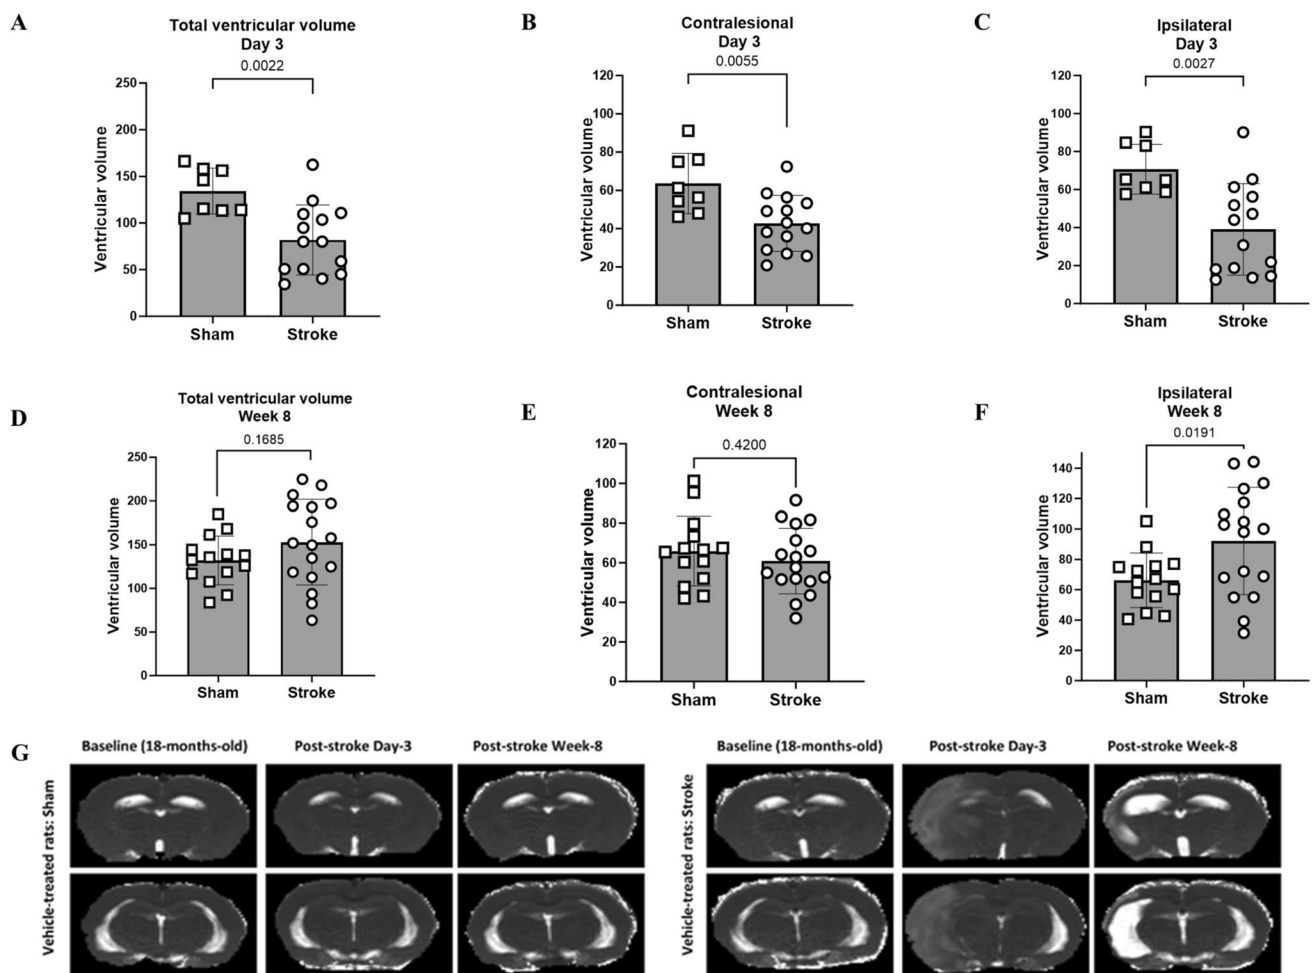 A
Total ventricular volume
Day 3
0.0022
250
200
150
100
50
0
Ventricular volume
Sham
Stroke
B
Contralesional
Day 3
0.0055
120
100
80
60
40
20
0
Ventricular volume
Sham
Stroke
C
Ipsilateral
Day 3
0.0027
120
100
80
60
40
20
0
Ventricular volume
Sham
Stroke
D
Total ventricular volume
Week 8
0.1685
250
200
150
100
50
0
Ventricular volume
Sham
Stroke
E
Contralesional
Week 8
0.4200
120
100
80
60
40
20
0
Ventricular volume
Sham
Stroke
F
Ipsilateral
Week 8
0.0191
140
120
100
80
60
40
20
0
Ventricular volume
Sham
Stroke
G
Vehicle-treated rats: Sham
Baseline (18-months-old)
Post-stroke Day-3
Post-stroke Week-8
Vehicle-treated rats: Stroke
Baseline (18-months-old)
Post-stroke Day-3
Post-stroke Week-8